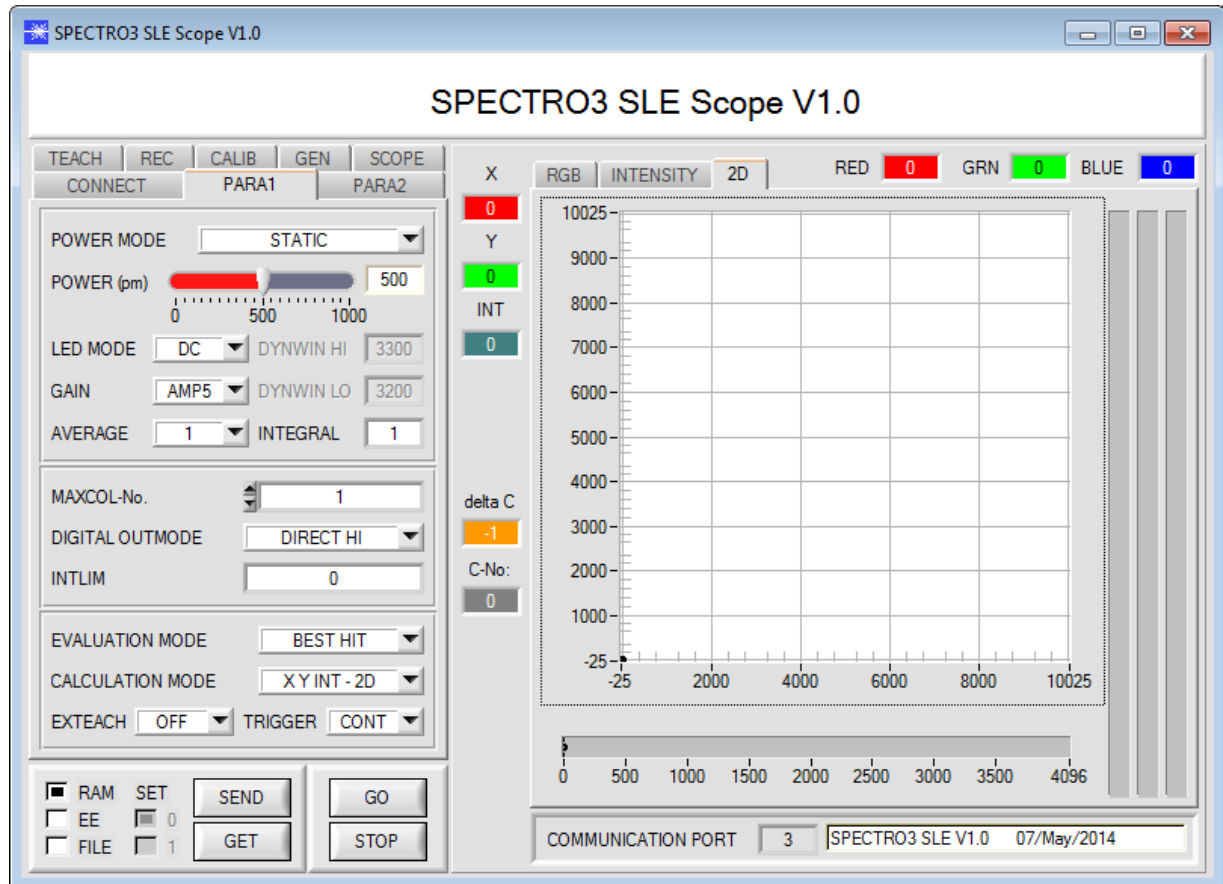 SPECTRO3 SLE Scope V1.0
SPECTRO3 SLE Scope V1.0
TEACH REC CALIB GEN SCOPE
CONNECT PARA1 PARA2
POWER MODE STATIC
POWER (pm) 500
0 500 1000
LED MODE DC DYNWIN HI 3300
GAIN AMP5 DYNWIN LO 3200
AVERAGE 1 INTEGRAL 1
MAXCOL-No. 1
DIGITAL OUTMODE DIRECT HI
INTLIM 0
EVALUATION MODE BEST HIT
CALCULATION MODE X Y INT - 2D
EXTEACH OFF TRIGGER CONT
RAM SET SEND GO
EE 0
FILE 1 GET STOP
X
0
Y
0
INT
0
delta C
-1
C-No:
0
RGB INTENSITY 2D RED 0 GRN 0 BLUE 0
10025
9000
8000
7000
6000
5000
4000
3000
2000
1000
-25
-25 2000 4000 6000 8000 10025
0 500 1000 1500 2000 2500 3000 3500 4096
COMMUNICATION PORT 3 SPECTRO3 SLE V1.0 07/May/2014